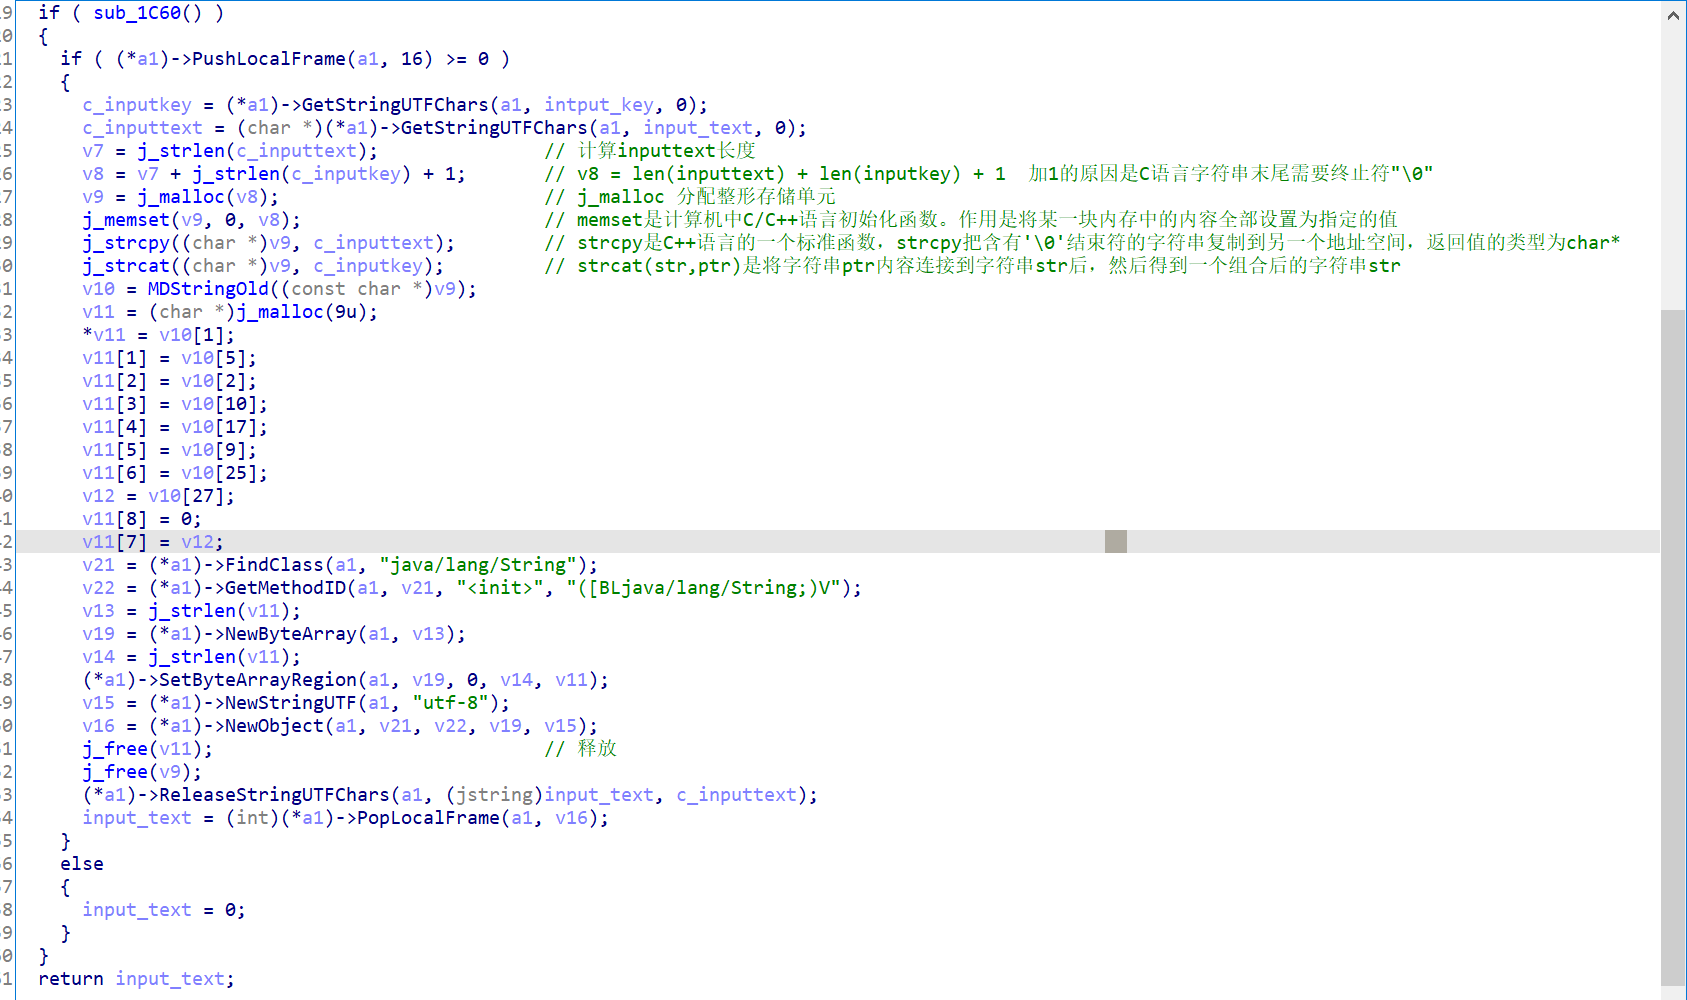 9 if ( sub_1C60() )
0 {
1 if ( (*a1)->PushLocalFrame(a1, 16) >= 0 )
2 {
3 c_inputkey = (*a1)->GetStringUTFChars(a1, intput_key, 0);
4 c_inputtext = (char *)(*a1)->GetStringUTFChars(a1, input_text, 0);
5 v7 = j_strlen(c_inputtext); // 计算inputtext长度
6 v8 = v7 + j_strlen(c_inputkey) + 1; // v8 = len(inputtext) + len(inputkey) + 1 加1的原因是C语言字符串末尾需要终止符"\0"
7 v9 = j_malloc(v8); // j_malloc 分配整形存储单元
8 j_memset(v9, 0, v8); // memset是计算机中C/C++语言初始化函数。作用是将某一块内存中的内容全部设置为指定的值
9 j_strcpy((char *)v9, c_inputtext); // strcpy是C++语言的一个标准函数，strcpy把含有'\0'结束符的字符串复制到另一个地址空间，返回值的类型为char*
0 j_strcat((char *)v9, c_inputkey); // strcat(str,ptr)是将字符串ptr内容连接到字符串str后，然后得到一个组合后的字符串str
1 v10 = MDStringOld((const char *)v9);
2 v11 = (char *)j_malloc(9u);
3 *v11 = v10[1];
4 v11[1] = v10[5];
5 v11[2] = v10[2];
6 v11[3] = v10[10];
7 v11[4] = v10[17];
8 v11[5] = v10[9];
9 v11[6] = v10[25];
0 v12 = v10[27];
1 v11[8] = 0;
2 v11[7] = v12;
3 v21 = (*a1)->FindClass(a1, "java/lang/String");
4 v22 = (*a1)->GetMethodID(a1, v21, "<init>", "([BLjava/lang/String;)V");
5 v13 = j_strlen(v11);
6 v19 = (*a1)->NewByteArray(a1, v13);
7 v14 = j_strlen(v11);
8 (*a1)->SetByteArrayRegion(a1, v19, 0, v14, v11);
9 v15 = (*a1)->NewStringUTF(a1, "utf-8");
0 v16 = (*a1)->NewObject(a1, v21, v22, v19, v15);
1 j_free(v11); // 释放
2 j_free(v9);
3 (*a1)->ReleaseStringUTFChars(a1, (jstring)input_text, c_inputtext);
4 input_text = (int)(*a1)->PopLocalFrame(a1, v16);
5 }
6 else
7 {
8 input_text = 0;
9 }
0 }
1 return input_text;